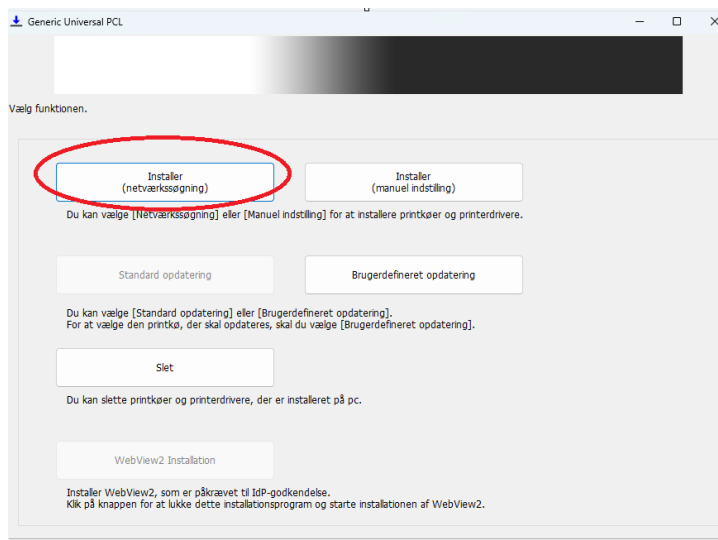 Generic Universal PCL
Vælg funktionen.
Installer
(netværkssøgning)
Installer
(manuel indstilling)
Du kan vælge [Netværkssøgning] eller [Manuel indstilling] for at installere printkøer og printerdrivere.
Standard opdatering
Brugerdefineret opdatering
Du kan vælge [Standard opdatering] eller [Brugerdefineret opdatering].
For at vælge den printkø, der skal opdateres, skal du vælge [Brugerdefineret opdatering].
Slet
Du kan slette printkøer og printerdrivere, der er installeret på pc.
WebView2 Installation
Installer WebView2, som er påkrævet til IdP-godkendelse.
Klik på knappen for at lukke dette installationsprogram og starte installationen af WebView2.